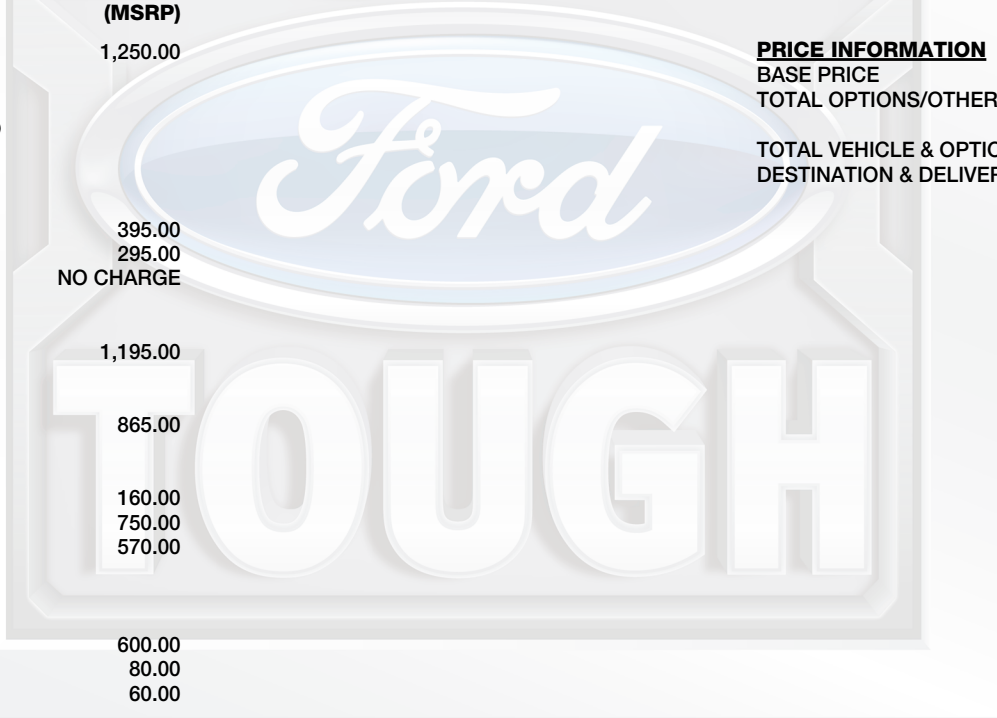 (MSRP)
1,250.00
395.00
295.00
NO CHARGE
1,195.00
865.00
160.00
750.00
570.00
600.00
80.00
60.00
PRICE INFORMATION
BASE PRICE
TOTAL OPTIONS/OTHER
TOTAL VEHICLE & OPTIO
DESTINATION & DELIVER
Ford
TOUGH